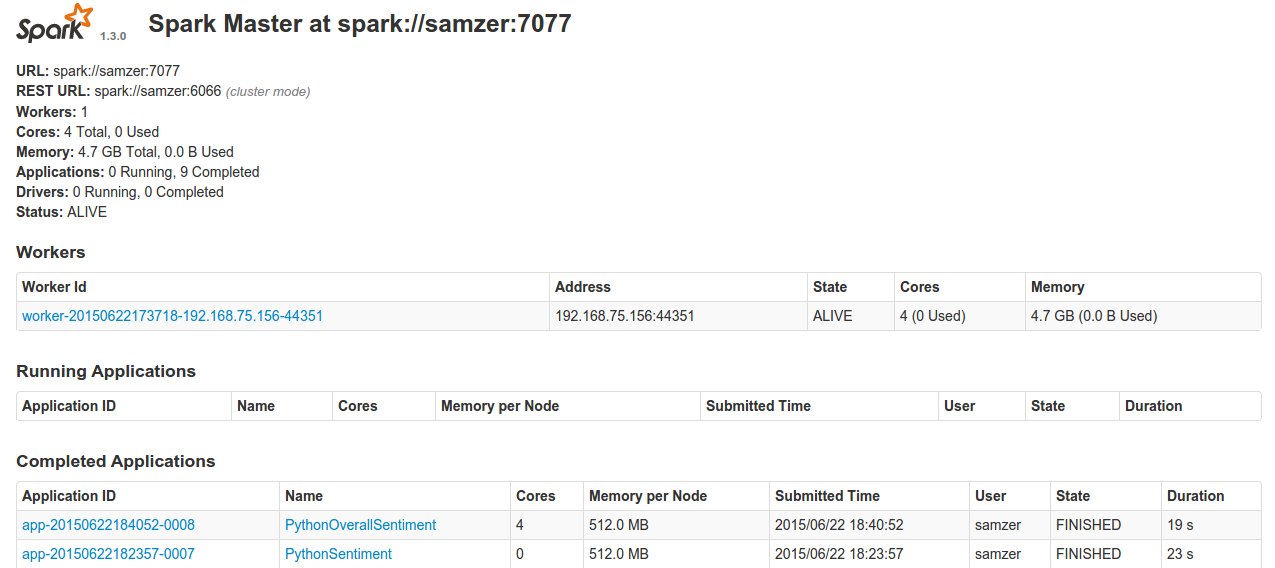 Spark 1.3.0 Spark Master at spark://samzer:7077
URL: spark://samzer:7077
REST URL: spark://samzer:6066 (cluster mode)
Workers: 1
Cores: 4 Total, 0 Used
Memory: 4.7 GB Total, 0.0 B Used
Applications: 0 Running, 9 Completed
Drivers: 0 Running, 0 Completed
Status: ALIVE
Workers
Worker Id Address State Cores Memory
worker-20150622173718-192.168.75.156-44351 192.168.75.156:44351 ALIVE 4 (0 Used) 4.7 GB (0.0 B Used)
Running Applications
Application ID Name Cores Memory per Node Submitted Time User State Duration
Completed Applications
Application ID Name Cores Memory per Node Submitted Time User State Duration
app-20150622184052-0008 PythonOverallSentiment 4 512.0 MB 2015/06/22 18:40:52 samzer FINISHED 19 s
app-20150622182357-0007 PythonSentiment 0 512.0 MB 2015/06/22 18:23:57 samzer FINISHED 23 s